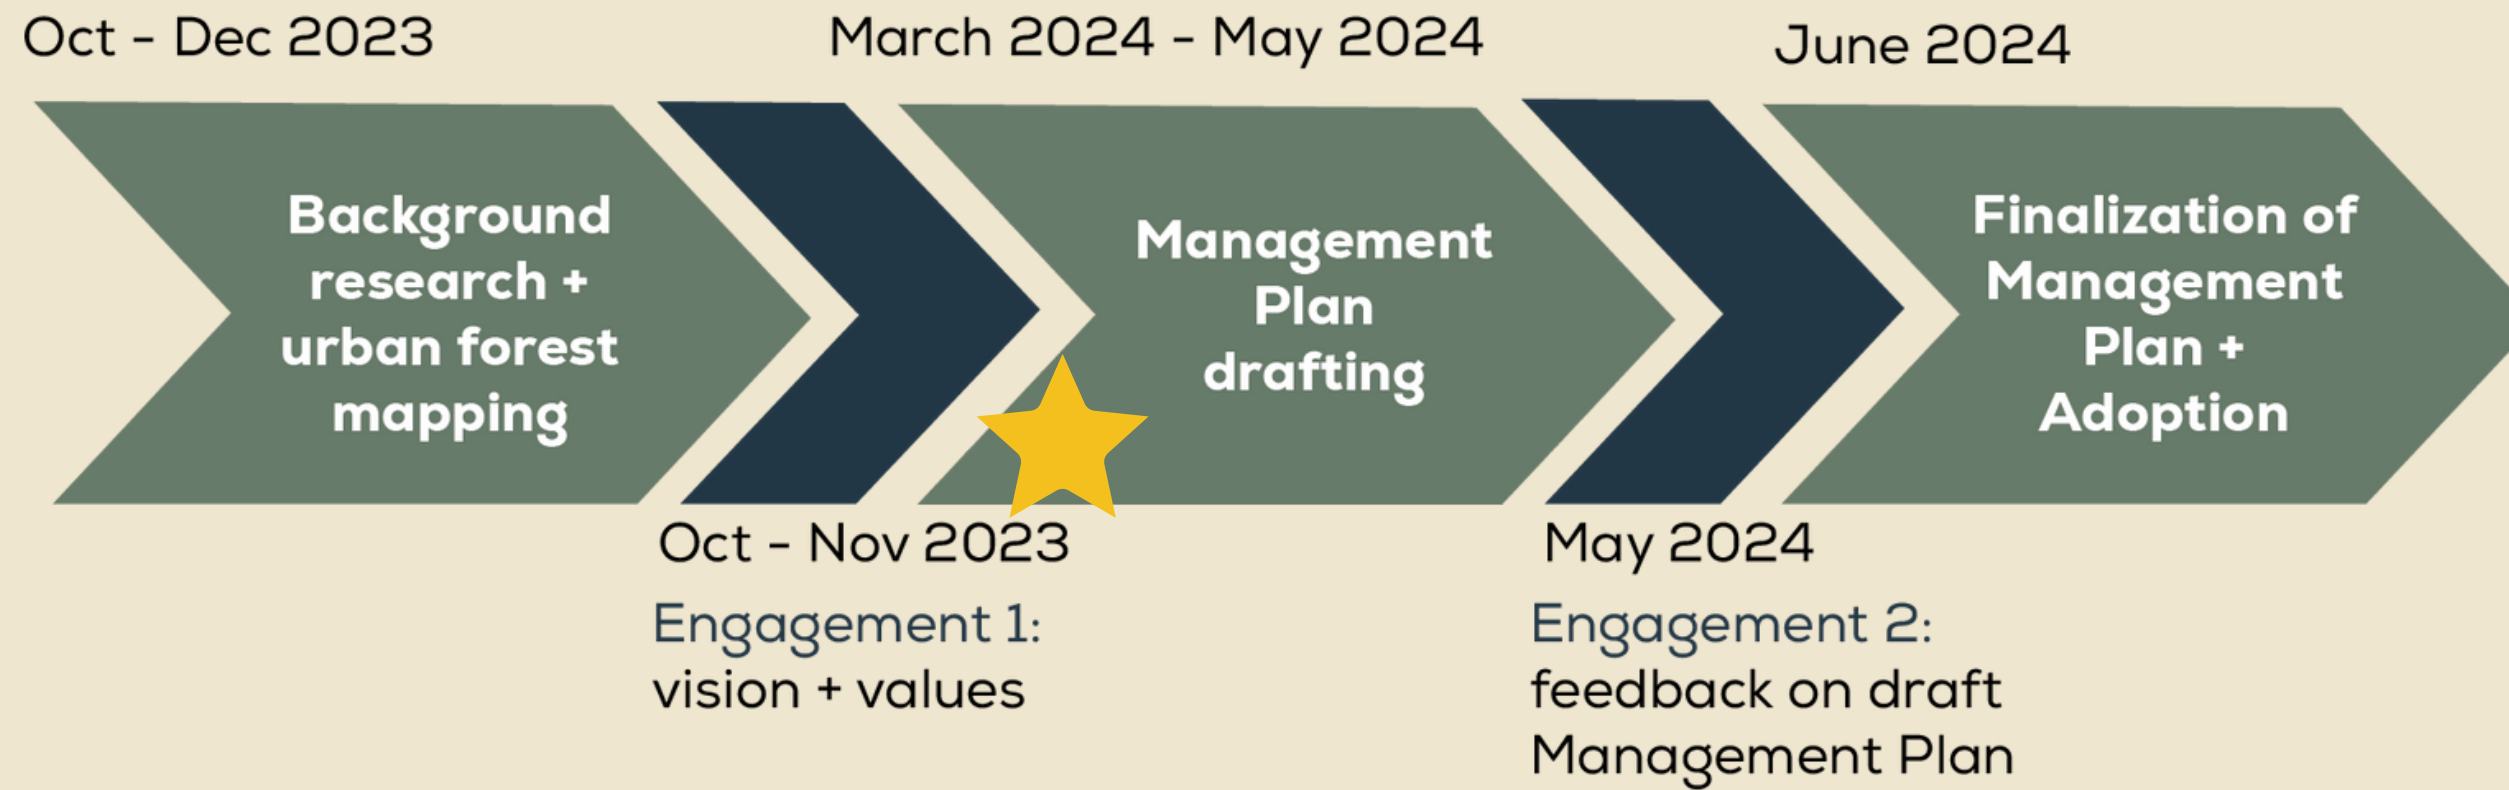 Oct - Dec 2023
March 2024 - May 2024
June 2024
Background
research +
urban forest
mapping
Management
Plan
drafting
Finalization of
Management
Plan +
Adoption
Oct - Nov 2023
Engagement 1:
vision + values
May 2024
Engagement 2:
feedback on draft
Management Plan